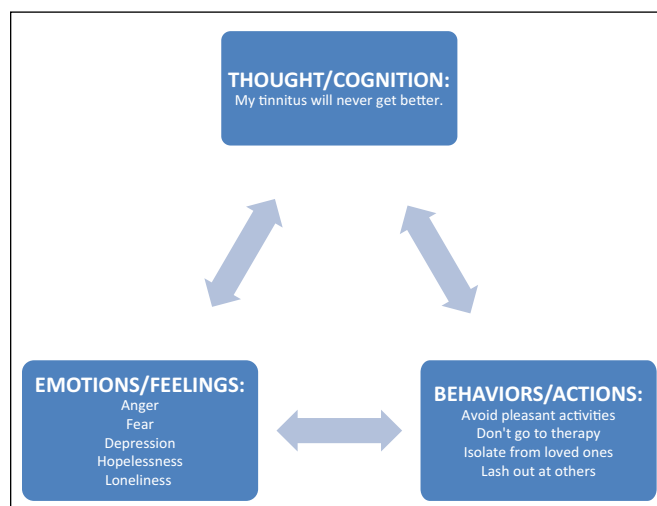 THOUGHT/COGNITION:
My tinnitus will never get better.
EMOTIONS/FEELINGS:
Anger
Fear
Depression
Hopelessness
Loneliness
BEHAVIORS/ACTIONS:
Avoid pleasant activities
Don't go to therapy
Isolate from loved ones
Lash out at others